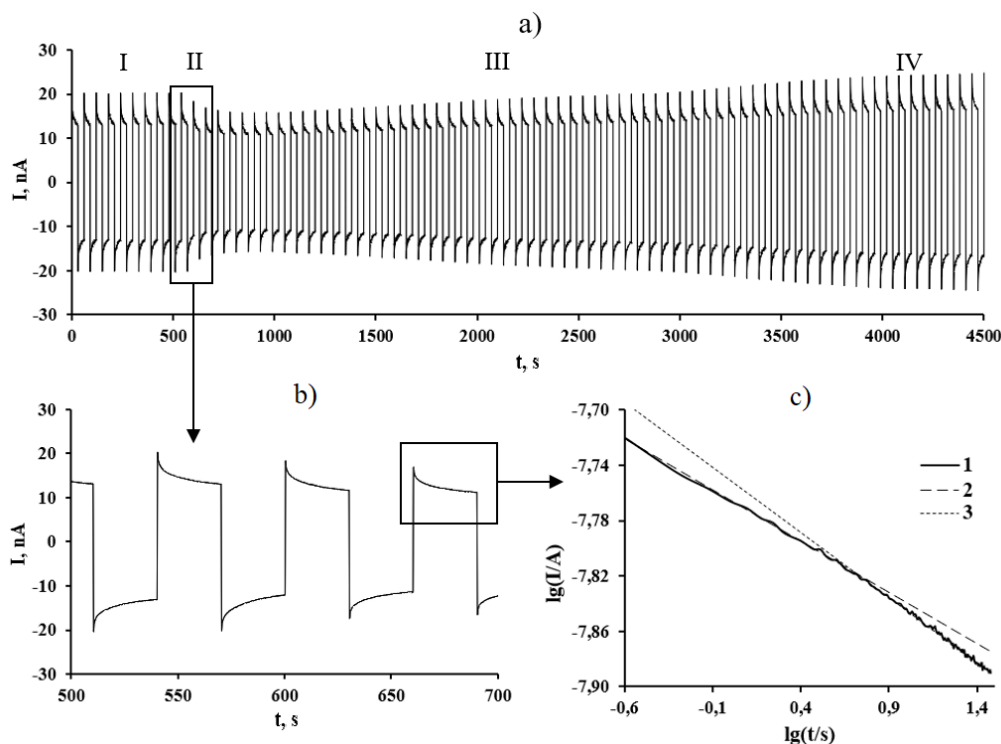 a)
I II III IV
30
20
10
0
-10
-20
-30
I, nA
0 500 1000 1500 2000 2500 3000 3500 4000 4500
t, s
b)
30
20
10
0
-10
-20
-30
I, nA
500 550 600 650 700
t, s
c)
-7,70
-7,74
-7,78
-7,82
-7,86
-7,90
lg(I/A)
1
2
3
-0,6 -0,1 0,4 0,9 1,4
lg(t/s)